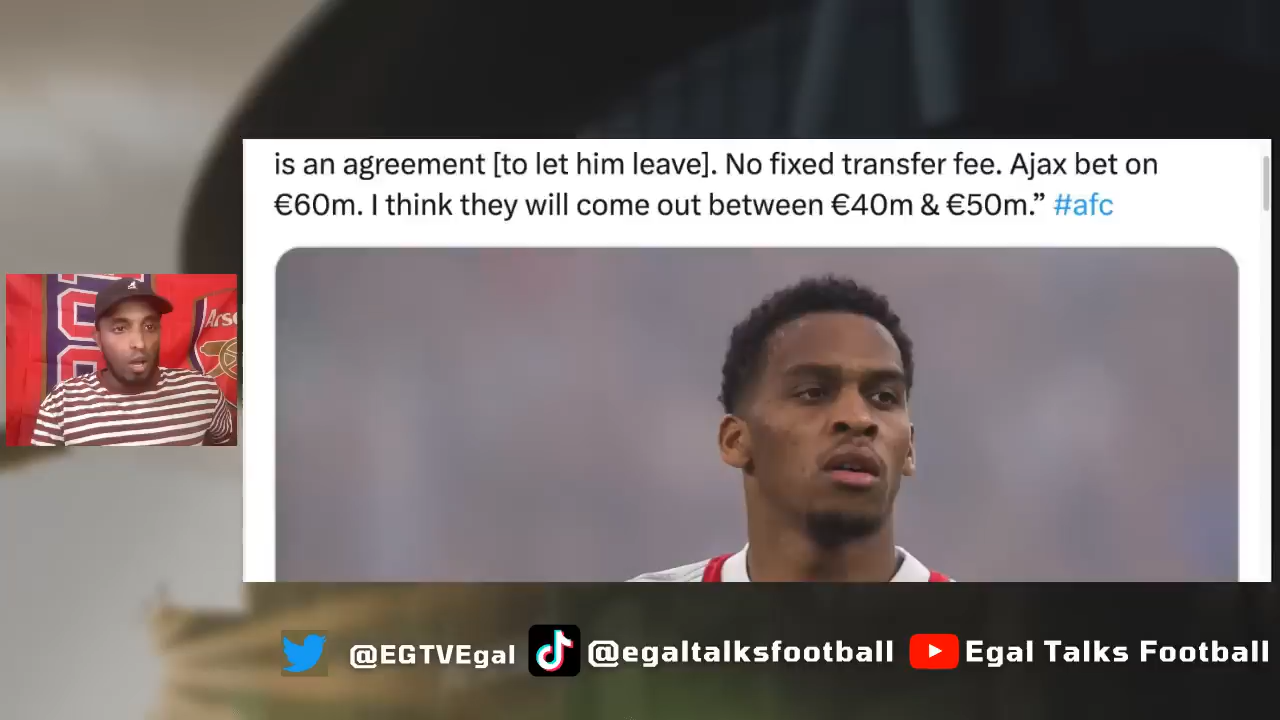 is an agreement [to let him leave]. No fixed transfer fee. Ajax bet on
€60m. I think they will come out between €40m & €50m.” #afc
Arse
@EGTVEgal
@egaltalksfootball
Egal Talks Football